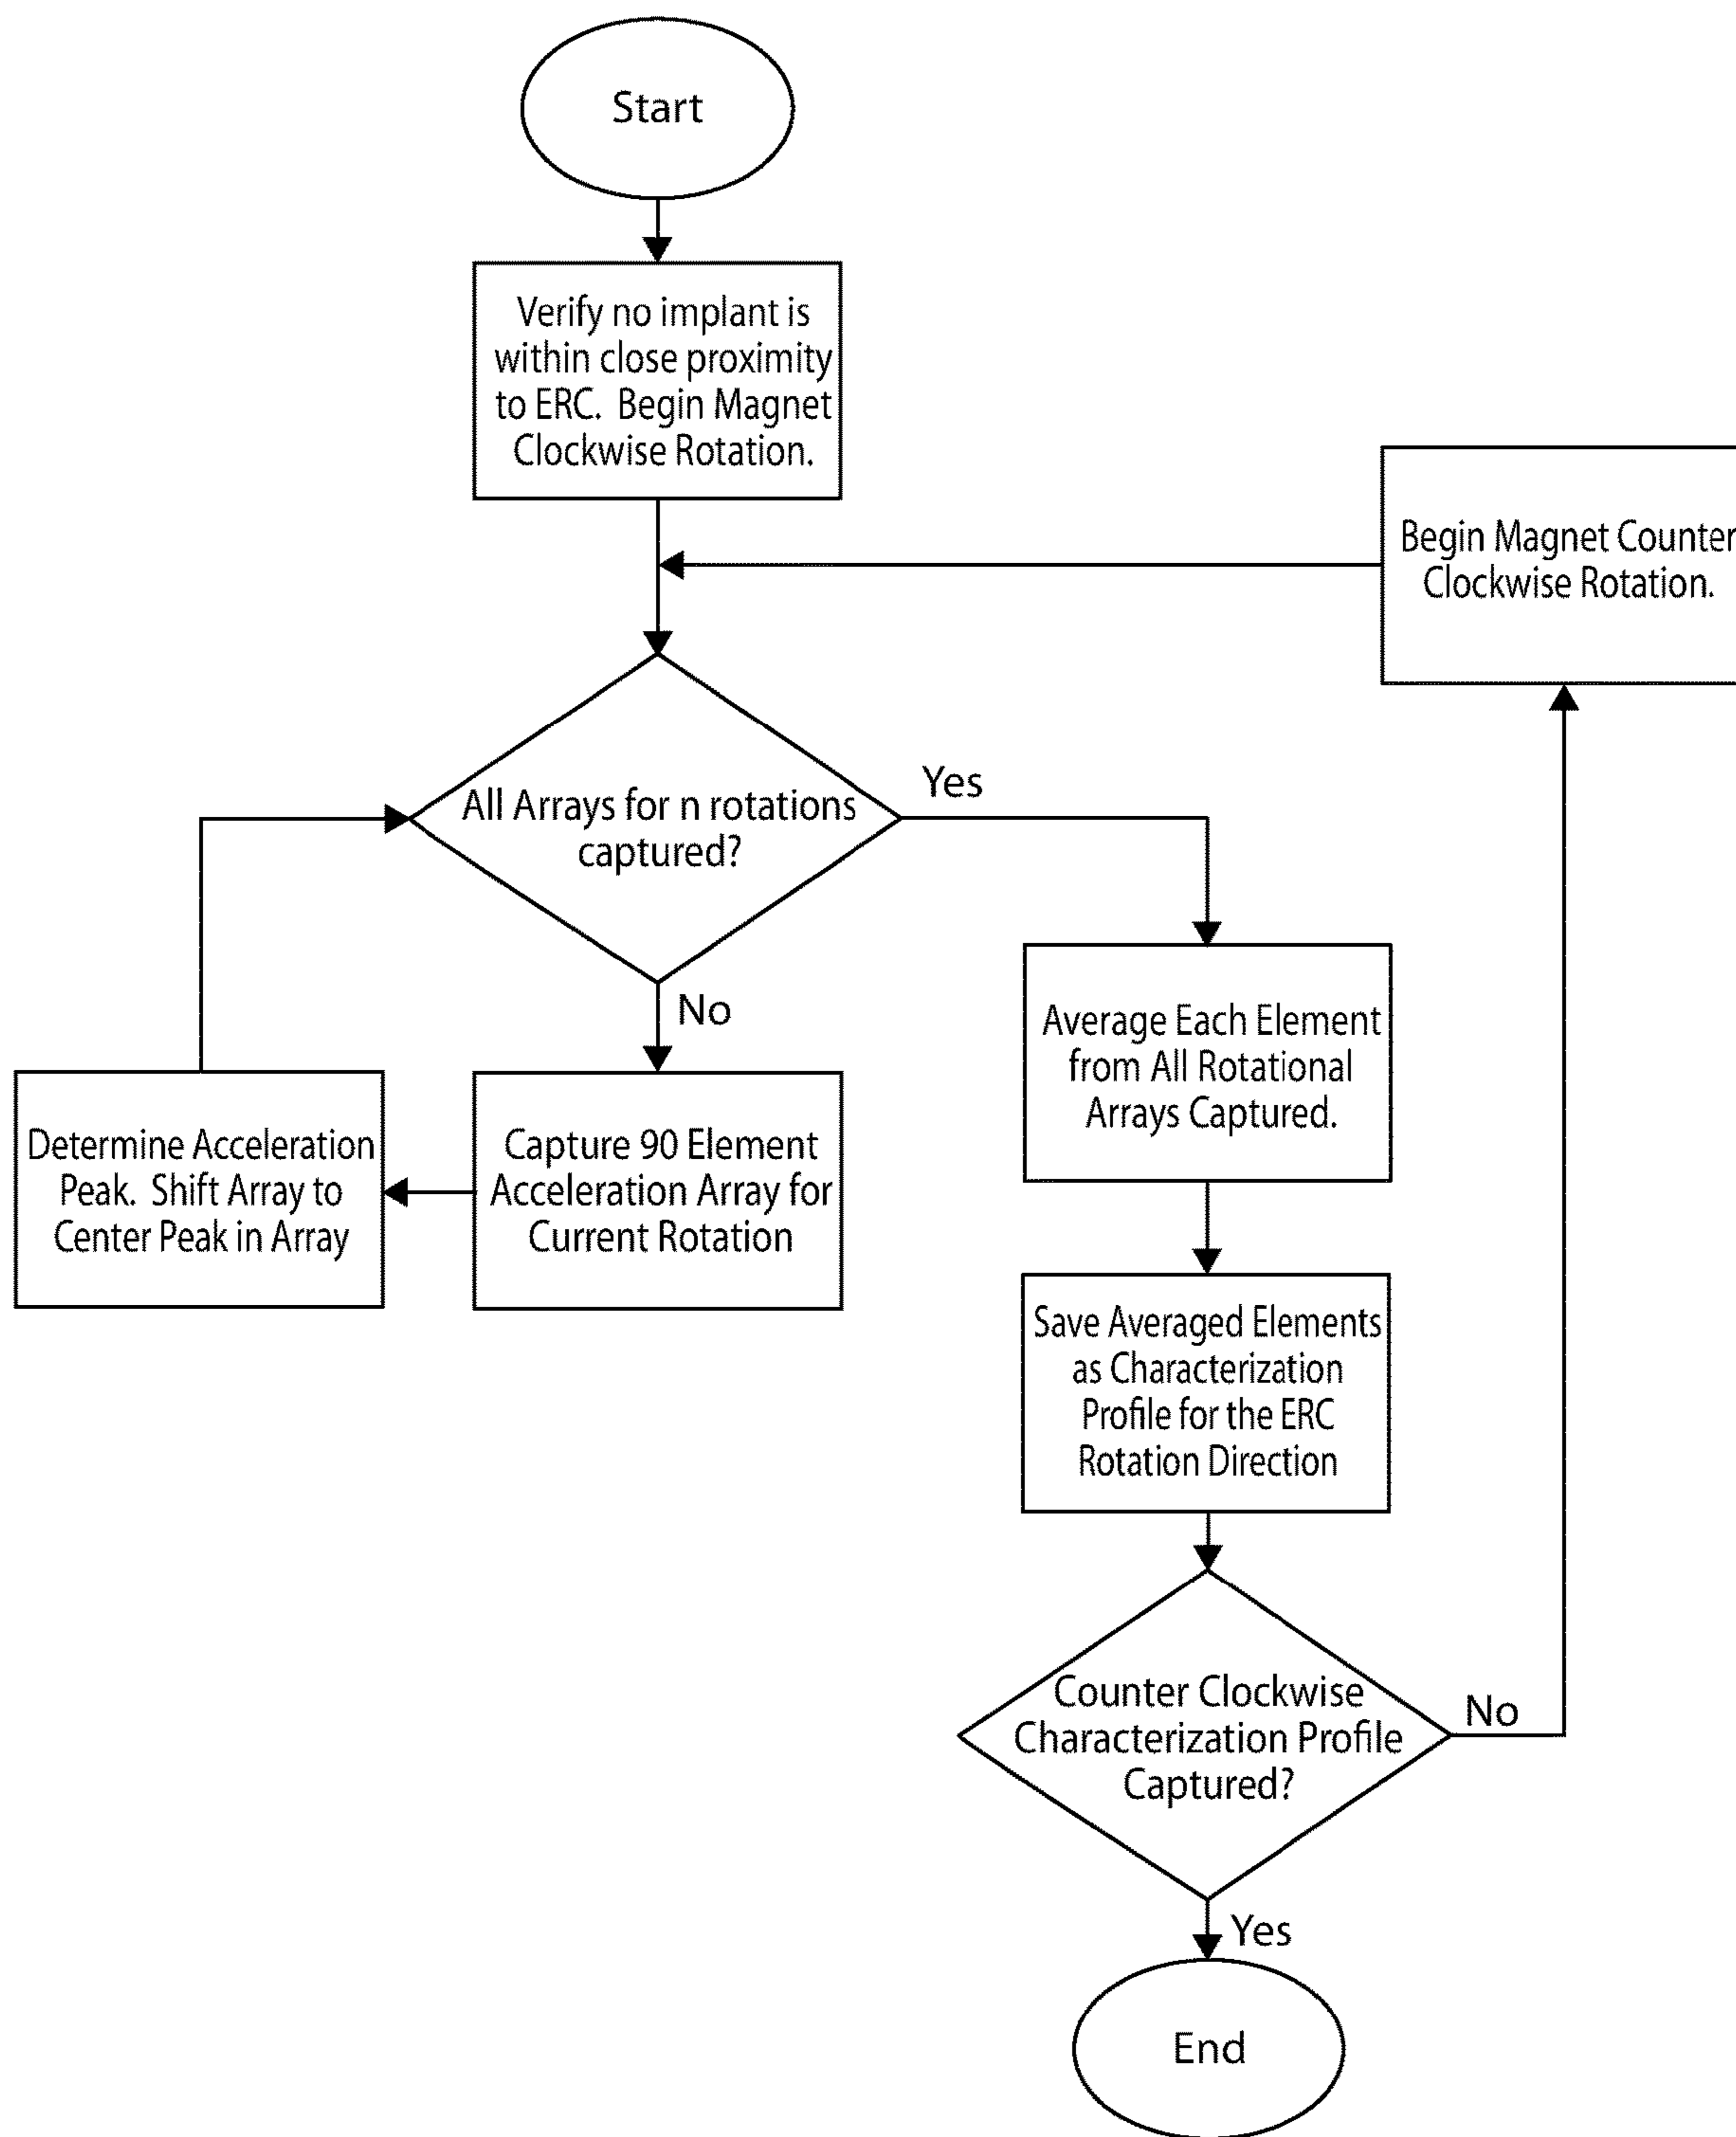 Start
Verify no implant is
within close proximity
to ERC.  Begin Magnet
Clockwise Rotation.
Begin Magnet Counter
Clockwise Rotation.
All Arrays for n rotations
captured?
Yes
No
Determine Acceleration
Peak.  Shift Array to
Center Peak in Array
Capture 90 Element
Acceleration Array for
Current Rotation
Average Each Element
from All Rotational
Arrays Captured.
Save Averaged Elements
as Characterization
Profile for the ERC
Rotation Direction
Counter Clockwise
Characterization Profile
Captured?
No
Yes
End